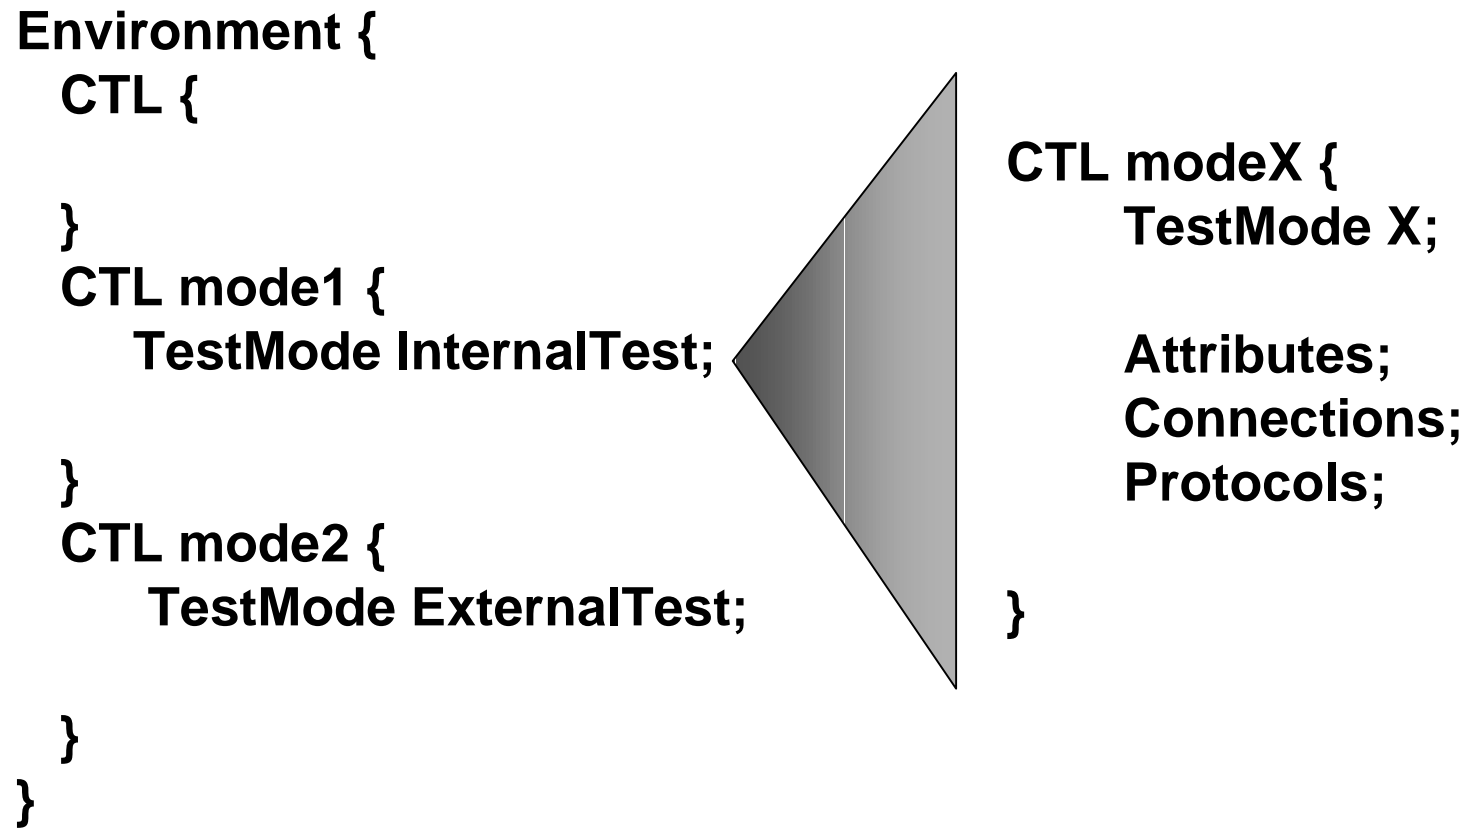 Environment {
CTL {
}
CTL mode1 {
TestMode InternalTest;
}
CTL mode2 {
TestMode ExternalTest;
}
}
CTL modeX {
TestMode X;
Attributes;
Connections;
Protocols;
}